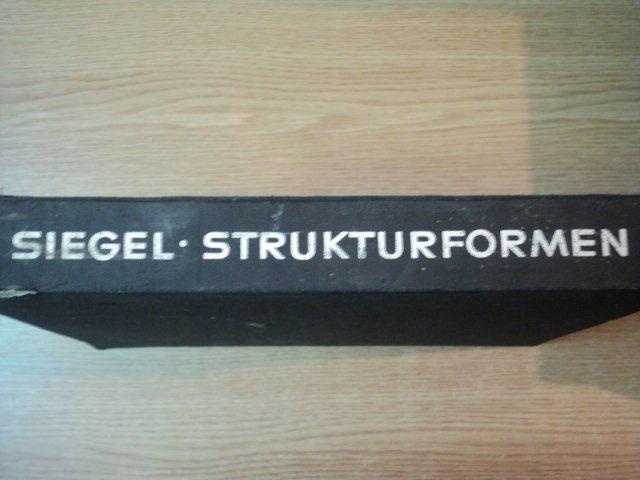 SIEGEL · STRUKTURFORMEN